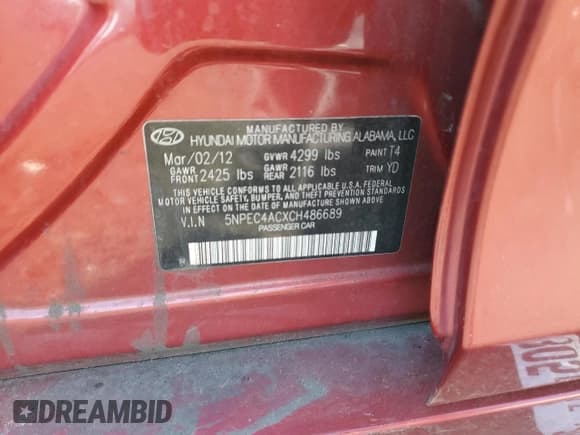 MANUFACTURED BY
HYUNDAI MOTOR MANUFACTURING ALABAMA, LLC
Mar/02/12 GVWR 4299 lbs PAINT T4
GAWR FRONT 2425 lbs GAWR REAR 2116 lbs TRIM YD
THIS VEHICLE CONFORMS TO ALL APPLICABLE U.S.A. FEDERAL
MOTOR VEHICLE SAFETY, BUMPER, AND THEFT PREVENTION STANDARDS
IN EFFECT ON THE DATE OF MANUFACTURE SHOWN ABOVE
V.I.N 5NPEC4ACXCH486689
PASSENGER CAR
302
DREAMBID